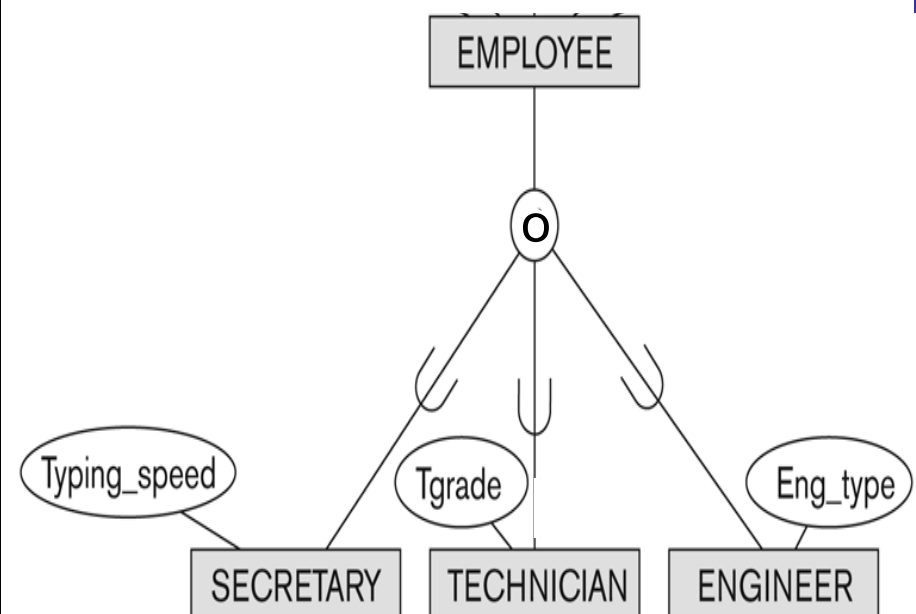 EMPLOYEE
O
Typing_speed
Tgrade
Eng_type
SECRETARY
TECHNICIAN
ENGINEER